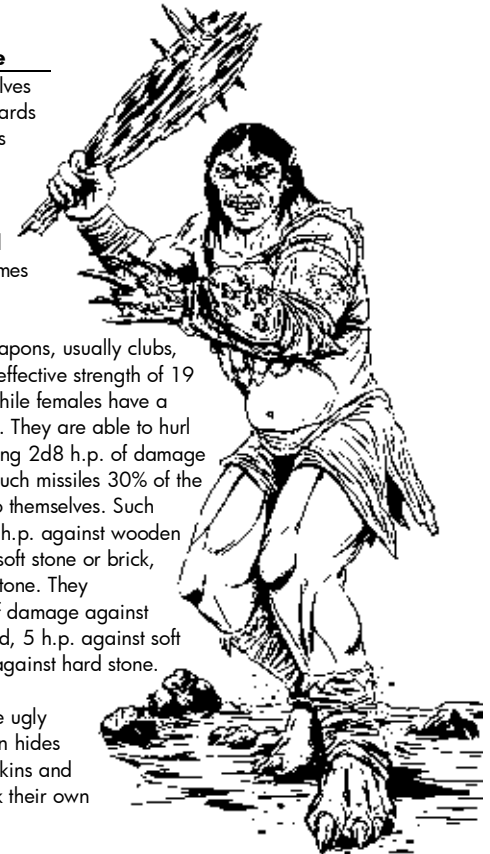 e
lves
ards
s
l
mes
apons, usually clubs,
effective strength of 19
hile females have a
. They are able to hurl
ng 2d8 h.p. of damage
uch missiles 30% of the
o themselves. Such
h.p. against wooden
soft stone or brick,
tone. They
f damage against
d, 5 h.p. against soft
against hard stone.
e ugly
n hides
kins and
k their own